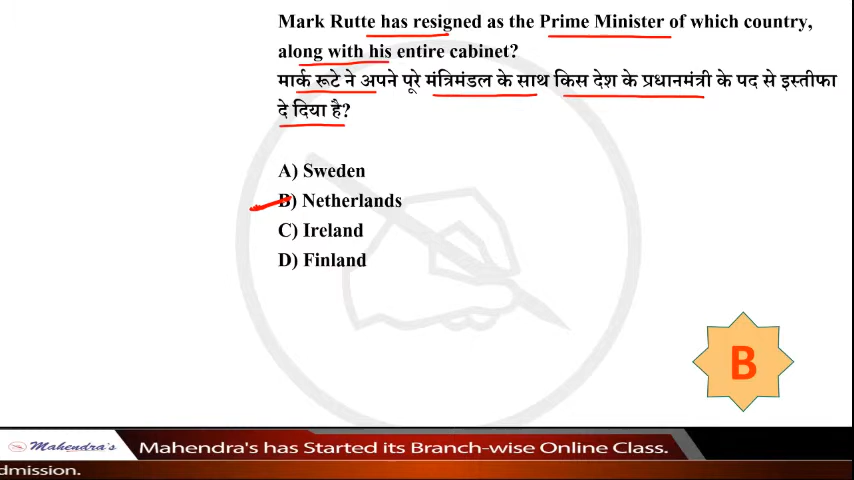 Mark Rutte has resigned as the Prime Minister of which country,
along with his entire cabinet?
मार्क रूटे ने अपने पूरे मंत्रिमंडल के साथ किस देश के प्रधानमंत्री के पद से इस्तीफा
दे दिया है?
A) Sweden
B) Netherlands
C) Ireland
D) Finland
B
Mahendra's
Mahendra's has Started its Branch-wise Online Class.
dmission.